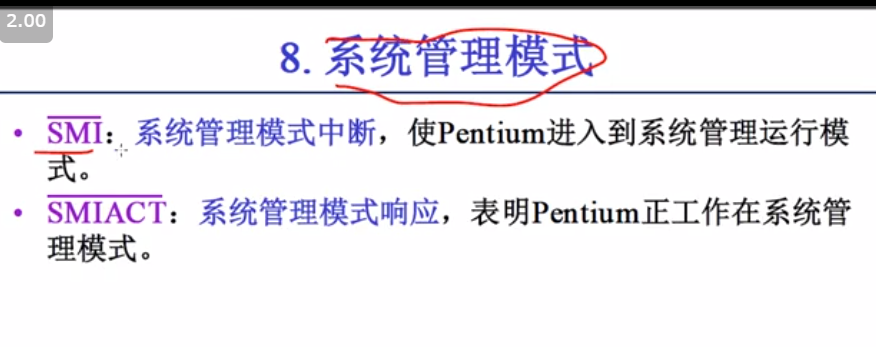 2.00
8. 系统管理模式
• SMI：系统管理模式中断，使Pentium进入到系统管理运行模
式。
• SMIACT：系统管理模式响应，表明Pentium正工作在系统管
理模式。